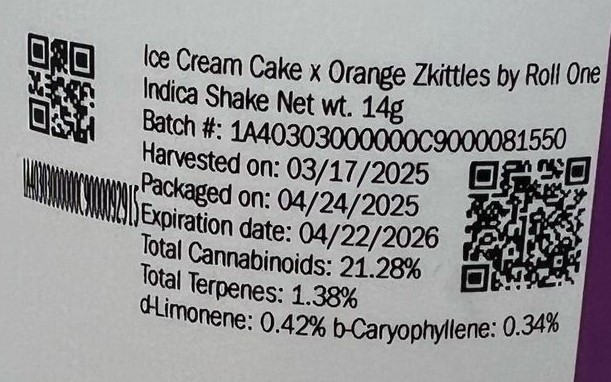 Ice Cream Cake x Orange Zkittles by Roll One
Indica Shake Net wt. 14g
Batch #: 1A40303000000C9000081550
Harvested on: 03/17/2025
Packaged on: 04/24/2025
Expiration date: 04/22/2026
Total Cannabinoids: 21.28%
Total Terpenes: 1.38%
d-Limonene: 0.42% b-Caryophyllene: 0.34%
1A40303000000C9000092915